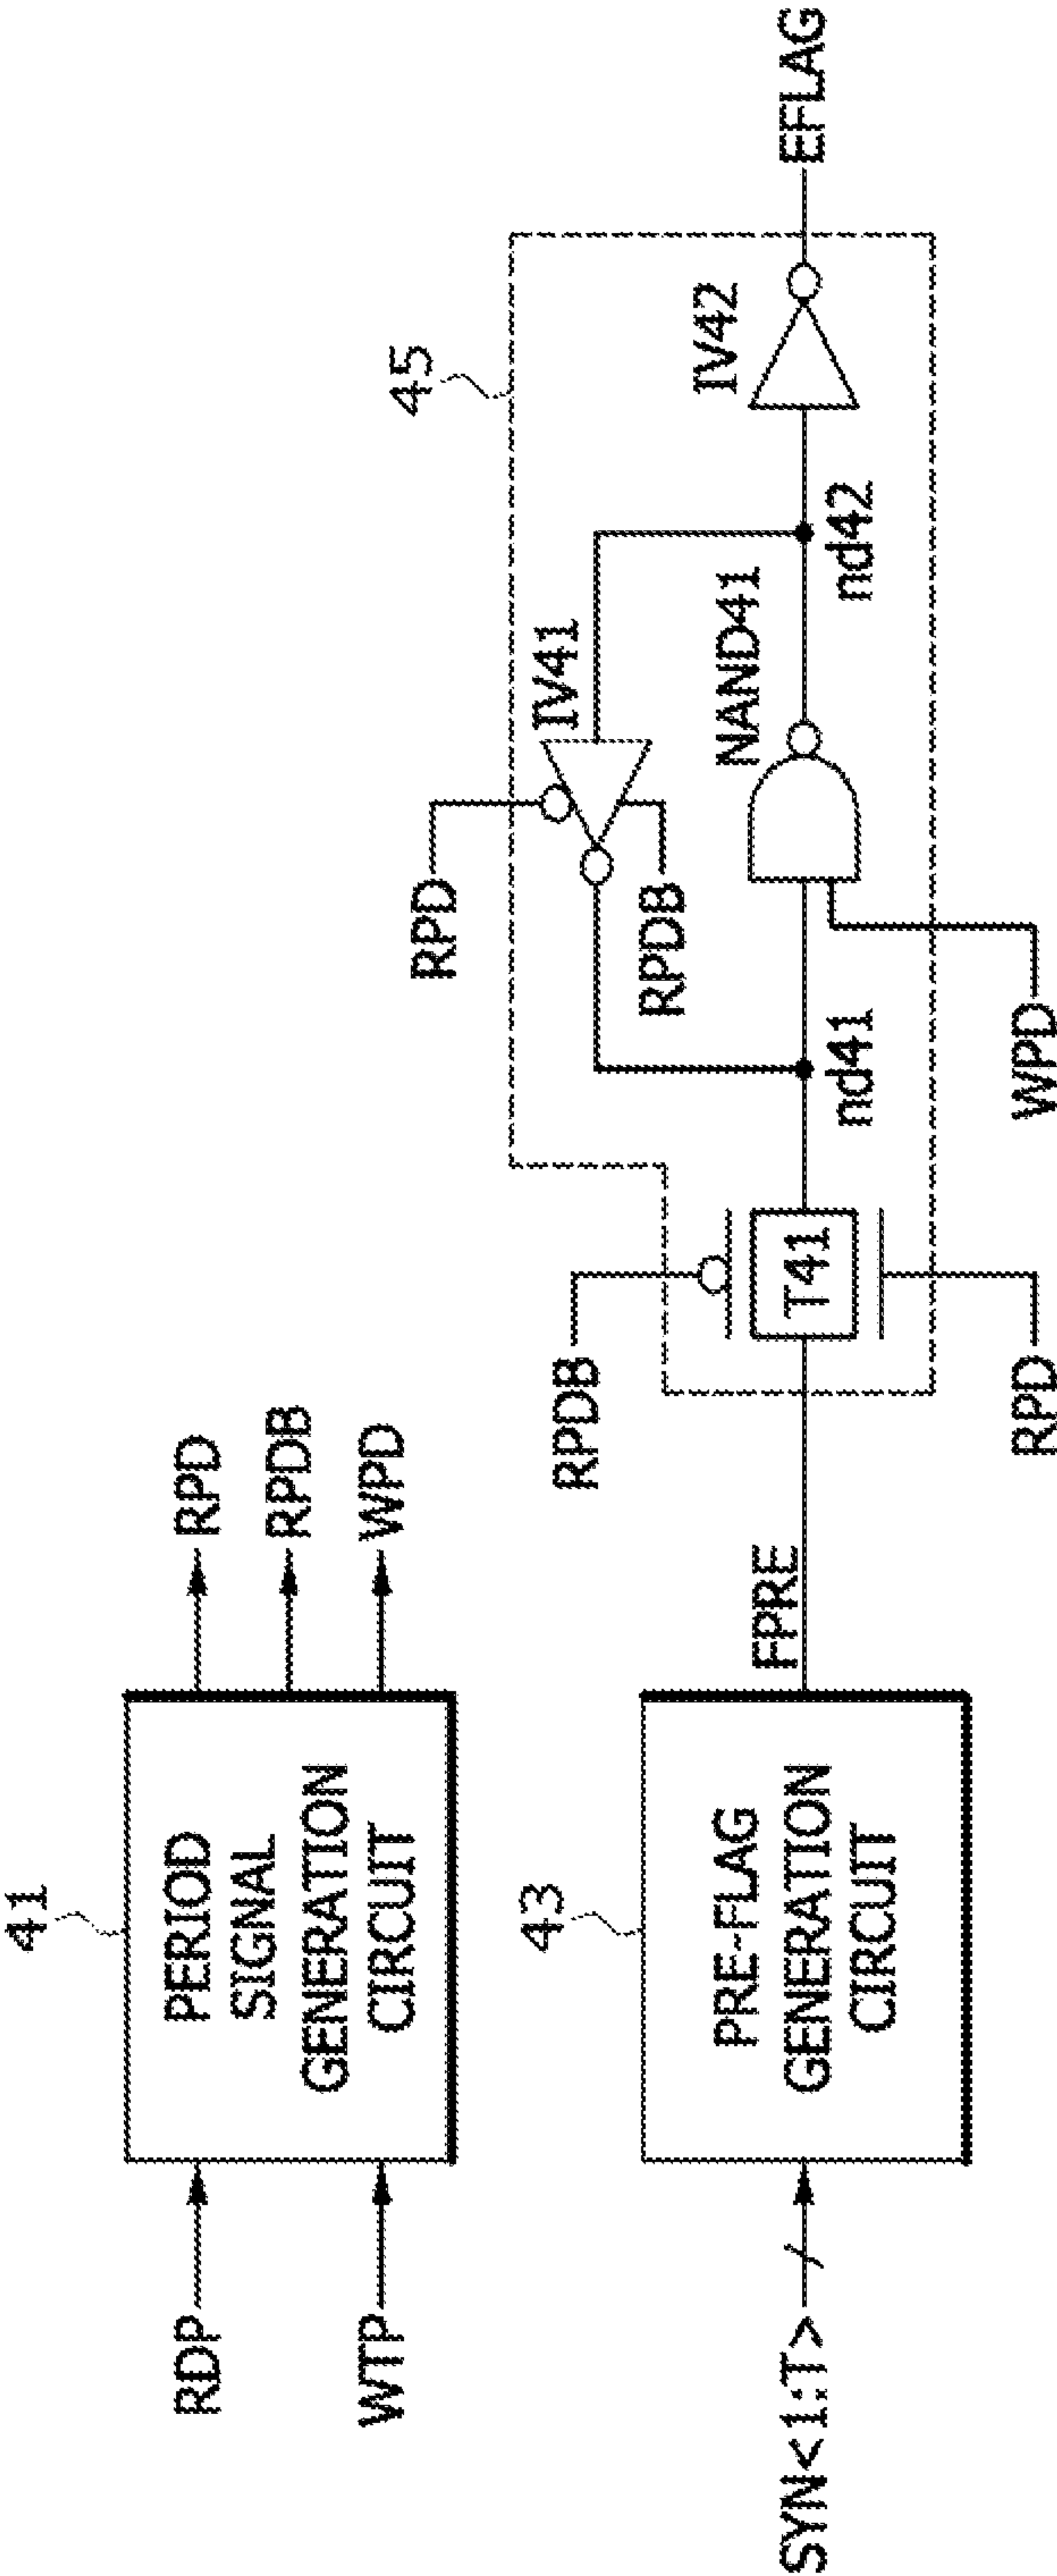 41
RDP
WTP
PERIOD
SIGNAL
GENERATION
CIRCUIT
RPD
RPDB
WPD
43
SYN<1:T>
PRE-FLAG
GENERATION
CIRCUIT
FPRE
45
RPDB
T41
RPD
nd41
RPD
IV41
RPDB
NAND41
WPD
nd42
IV42
EFLAG